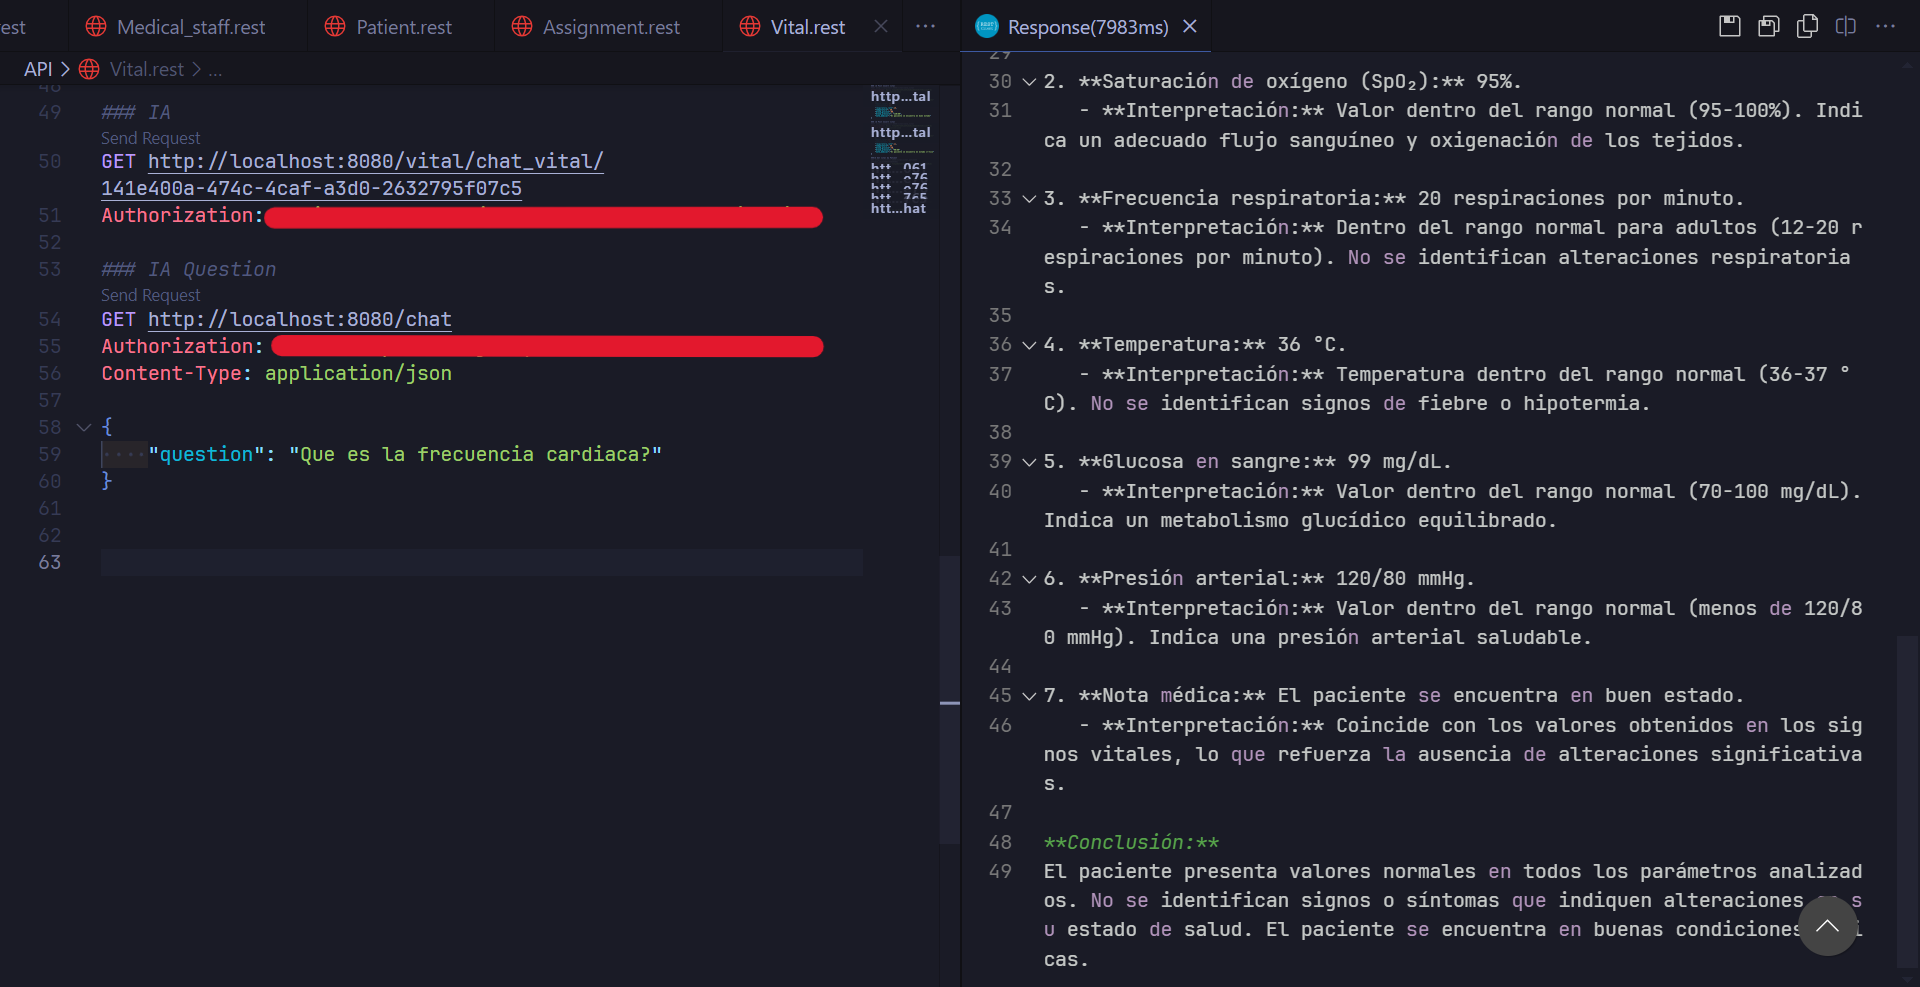 est
Medical_staff.rest
Patient.rest
Assignment.rest
Vital.rest
Response(7983ms)
API > Vital.rest > ...
48
49 ### IA
Send Request
50 GET http://localhost:8080/vital/chat_vital/
141e400a-474c-4caf-a3d0-2632795f07c5
51 Authorization:
52
53 ### IA Question
Send Request
54 GET http://localhost:8080/chat
55 Authorization:
56 Content-Type: application/json
57
58 {
59 ····"question": "Que es la frecuencia cardiaca?"
60 }
61
62
63
http...tal
http...tal
htt...hat
29
30 2. **Saturación de oxígeno (SpO₂):** 95%.
31 - **Interpretación:** Valor dentro del rango normal (95-100%). Indi
ca un adecuado flujo sanguíneo y oxigenación de los tejidos.
32
33 3. **Frecuencia respiratoria:** 20 respiraciones por minuto.
34 - **Interpretación:** Dentro del rango normal para adultos (12-20 r
espiraciones por minuto). No se identifican alteraciones respiratoria
s.
35
36 4. **Temperatura:** 36 °C.
37 - **Interpretación:** Temperatura dentro del rango normal (36-37 °
C). No se identifican signos de fiebre o hipotermia.
38
39 5. **Glucosa en sangre:** 99 mg/dL.
40 - **Interpretación:** Valor dentro del rango normal (70-100 mg/dL).
Indica un metabolismo glucídico equilibrado.
41
42 6. **Presión arterial:** 120/80 mmHg.
43 - **Interpretación:** Valor dentro del rango normal (menos de 120/8
0 mmHg). Indica una presión arterial saludable.
44
45 7. **Nota médica:** El paciente se encuentra en buen estado.
46 - **Interpretación:** Coincide con los valores obtenidos en los sig
nos vitales, lo que refuerza la ausencia de alteraciones significativa
s.
47
48 **Conclusión:**
49 El paciente presenta valores normales en todos los parámetros analizad
os. No se identifican signos o síntomas que indiquen alteraciones s
u estado de salud. El paciente se encuentra en buenas condiciones i
cas.